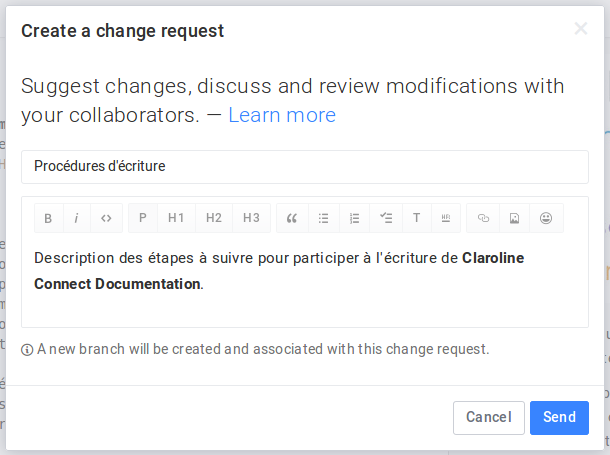 Create a change request
Suggest changes, discuss and review modifications with
your collaborators. — Learn more
Procédures d'écriture
B i <> P H1 H2 H3 T
Description des étapes à suivre pour participer à l'écriture de Claroline
Connect Documentation.
A new branch will be created and associated with this change request.
Cancel Send